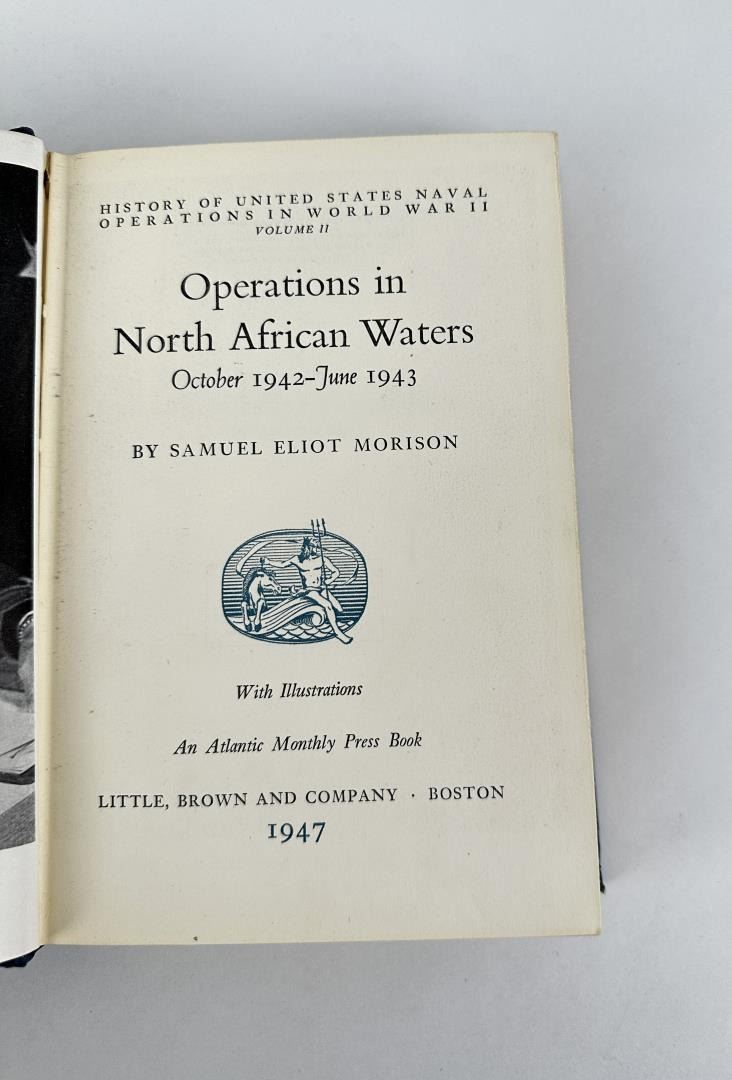 HISTORY OF UNITED STATES NAVAL
OPERATIONS IN WORLD WAR II
VOLUME II
Operations in
North African Waters
October 1942–June 1943
BY SAMUEL ELIOT MORISON
With Illustrations
An Atlantic Monthly Press Book
LITTLE, BROWN AND COMPANY · BOSTON
1947